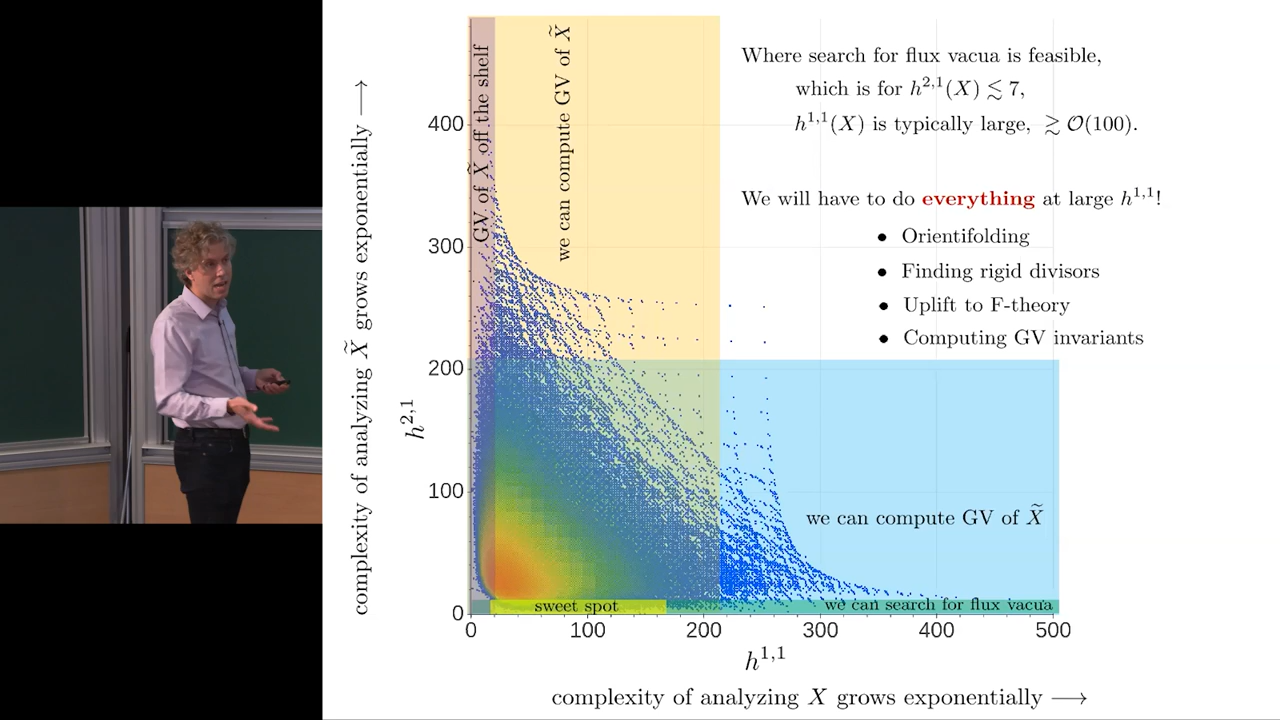 Where search for flux vacua is feasible,
which is for h^{2,1}(X) ≲ 7,
h^{1,1}(X) is typically large, ≳ O(100).
We will have to do everything at large h^{1,1}!
• Orientifolding
• Finding rigid divisors
• Uplift to F-theory
• Computing GV invariants
complexity of analyzing X̃ grows exponentially ⟶
h^{2,1}
400
300
200
100
0
GV of X̃ off the shelf
we can compute GV of X̃
we can compute GV of X̃
sweet spot
we can search for flux vacua
0 100 200 300 400 500
h^{1,1}
complexity of analyzing X grows exponentially ⟶